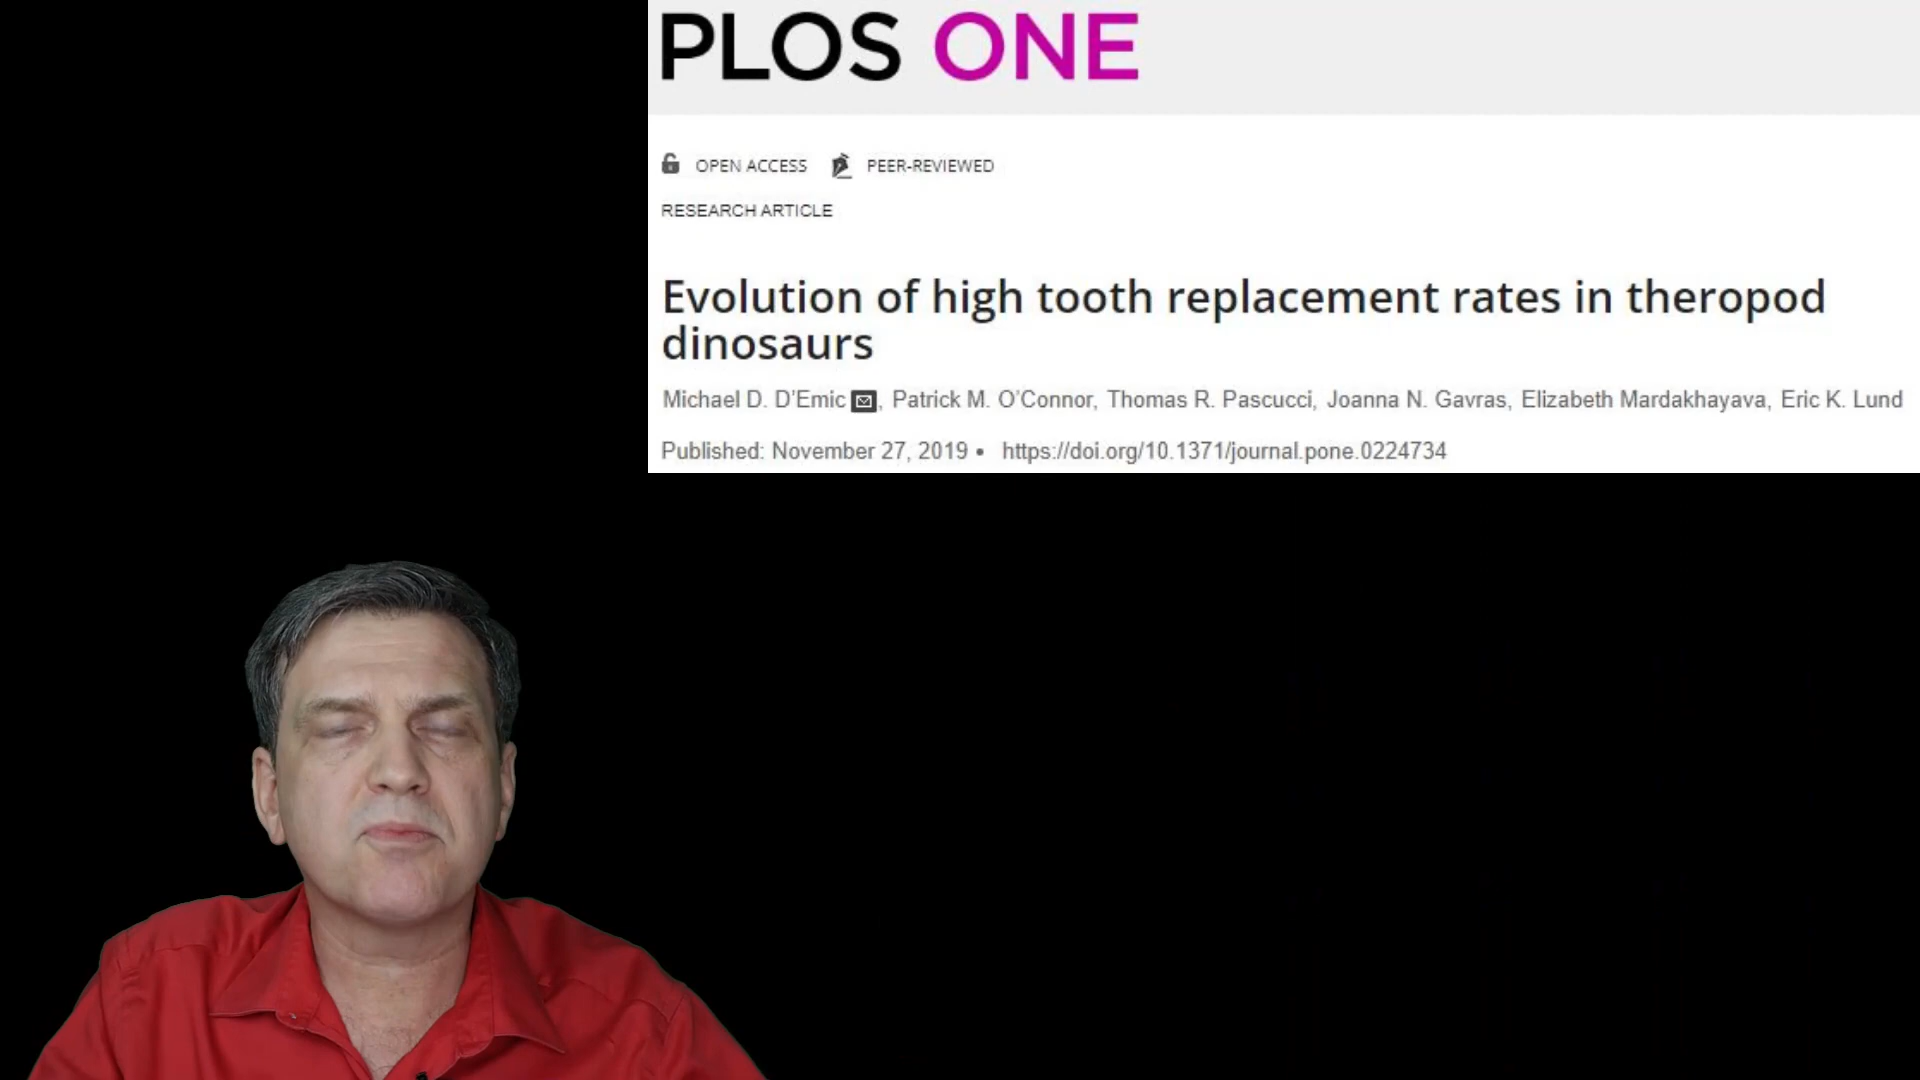 PLOS ONE
OPEN ACCESS PEER-REVIEWED
RESEARCH ARTICLE
Evolution of high tooth replacement rates in theropod
dinosaurs
Michael D. D'Emic, Patrick M. O'Connor, Thomas R. Pascucci, Joanna N. Gavras, Elizabeth Mardakhayava, Eric K. Lund
Published: November 27, 2019 • https://doi.org/10.1371/journal.pone.0224734